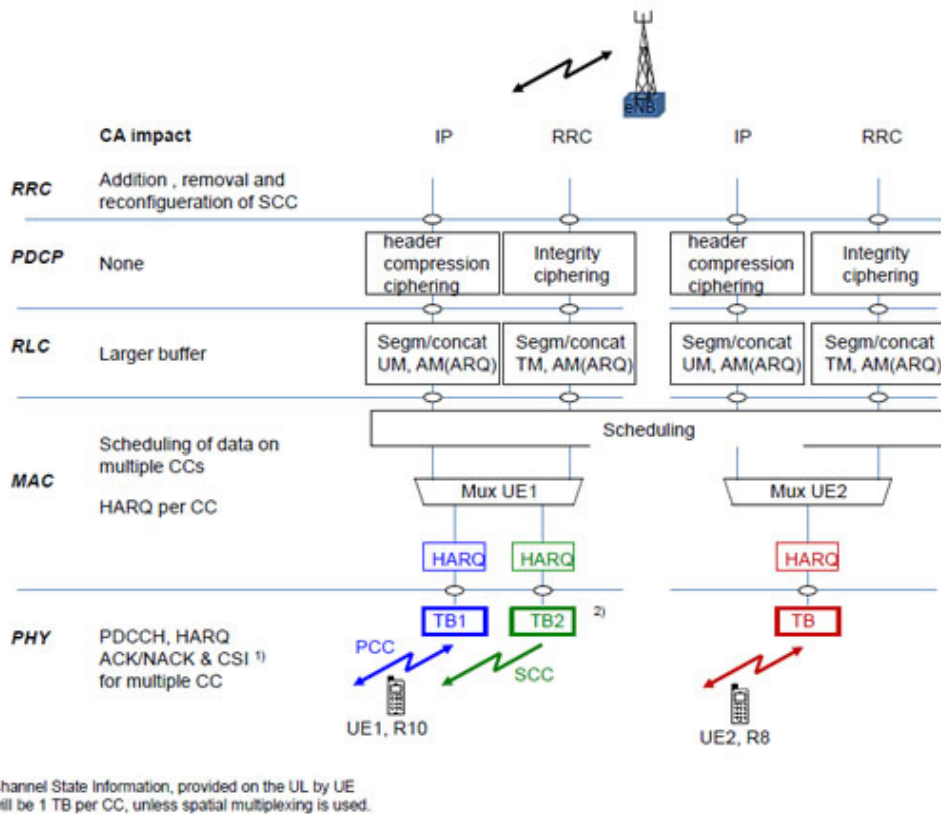 eNB
CA impact
IP
RRC
IP
RRC
RRC
Addition , removal and
reconfigueration of SCC
PDCP
None
header
compression
ciphering
Integrity
ciphering
header
compression
ciphering
Integrity
ciphering
RLC
Larger buffer
Segm/concat
UM, AM(ARQ)
Segm/concat
TM, AM(ARQ)
Segm/concat
UM, AM(ARQ)
Segm/concat
TM, AM(ARQ)
Scheduling
MAC
Scheduling of data on
multiple CCs
HARQ per CC
Mux UE1
Mux UE2
HARQ
HARQ
HARQ
PHY
PDCCH, HARQ
ACK/NACK & CSI 1)
for multiple CC
TB1
TB2
2)
TB
PCC
SCC
UE1, R10
UE2, R8
hannel State Information, provided on the UL by UE
ill be 1 TB per CC, unless spatial multiplexing is used.